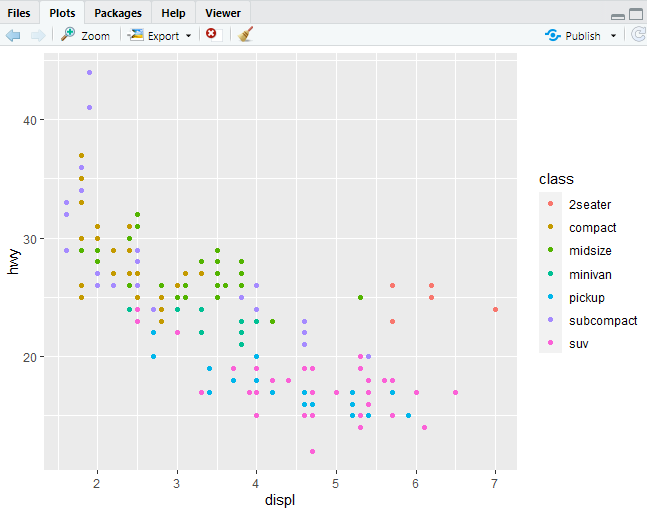 Files Plots Packages Help Viewer
Zoom Export Publish
40
30
20
hwy
2 3 4 5 6 7
displ
class
2seater
compact
midsize
minivan
pickup
subcompact
suv